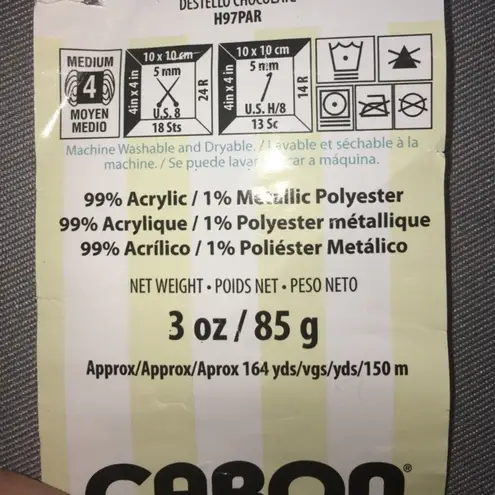 DESTELLO CHOCOLATE
H97PAR
MEDIUM
4
MOYEN
MEDIO
10 x 10 cm
4in x 4 in
5 mm
24 R
U.S. 8
18 Sts
10 x 10 cm
4in x 4 in
5 mm
14 R
U.S. H/8
13 Sc
Machine Washable and Dryable. / Lavable et séchable à la
machine. / Se puede lavar car a máquina.
99% Acrylic / 1% Metallic Polyester
99% Acrylique / 1% Polyester métallique
99% Acrílico / 1% Poliéster Metálico
NET WEIGHT • POIDS NET • PESO NETO
3 oz / 85 g
Approx/Approx/Aprox 164 yds/vgs/yds/150 m
CARON®